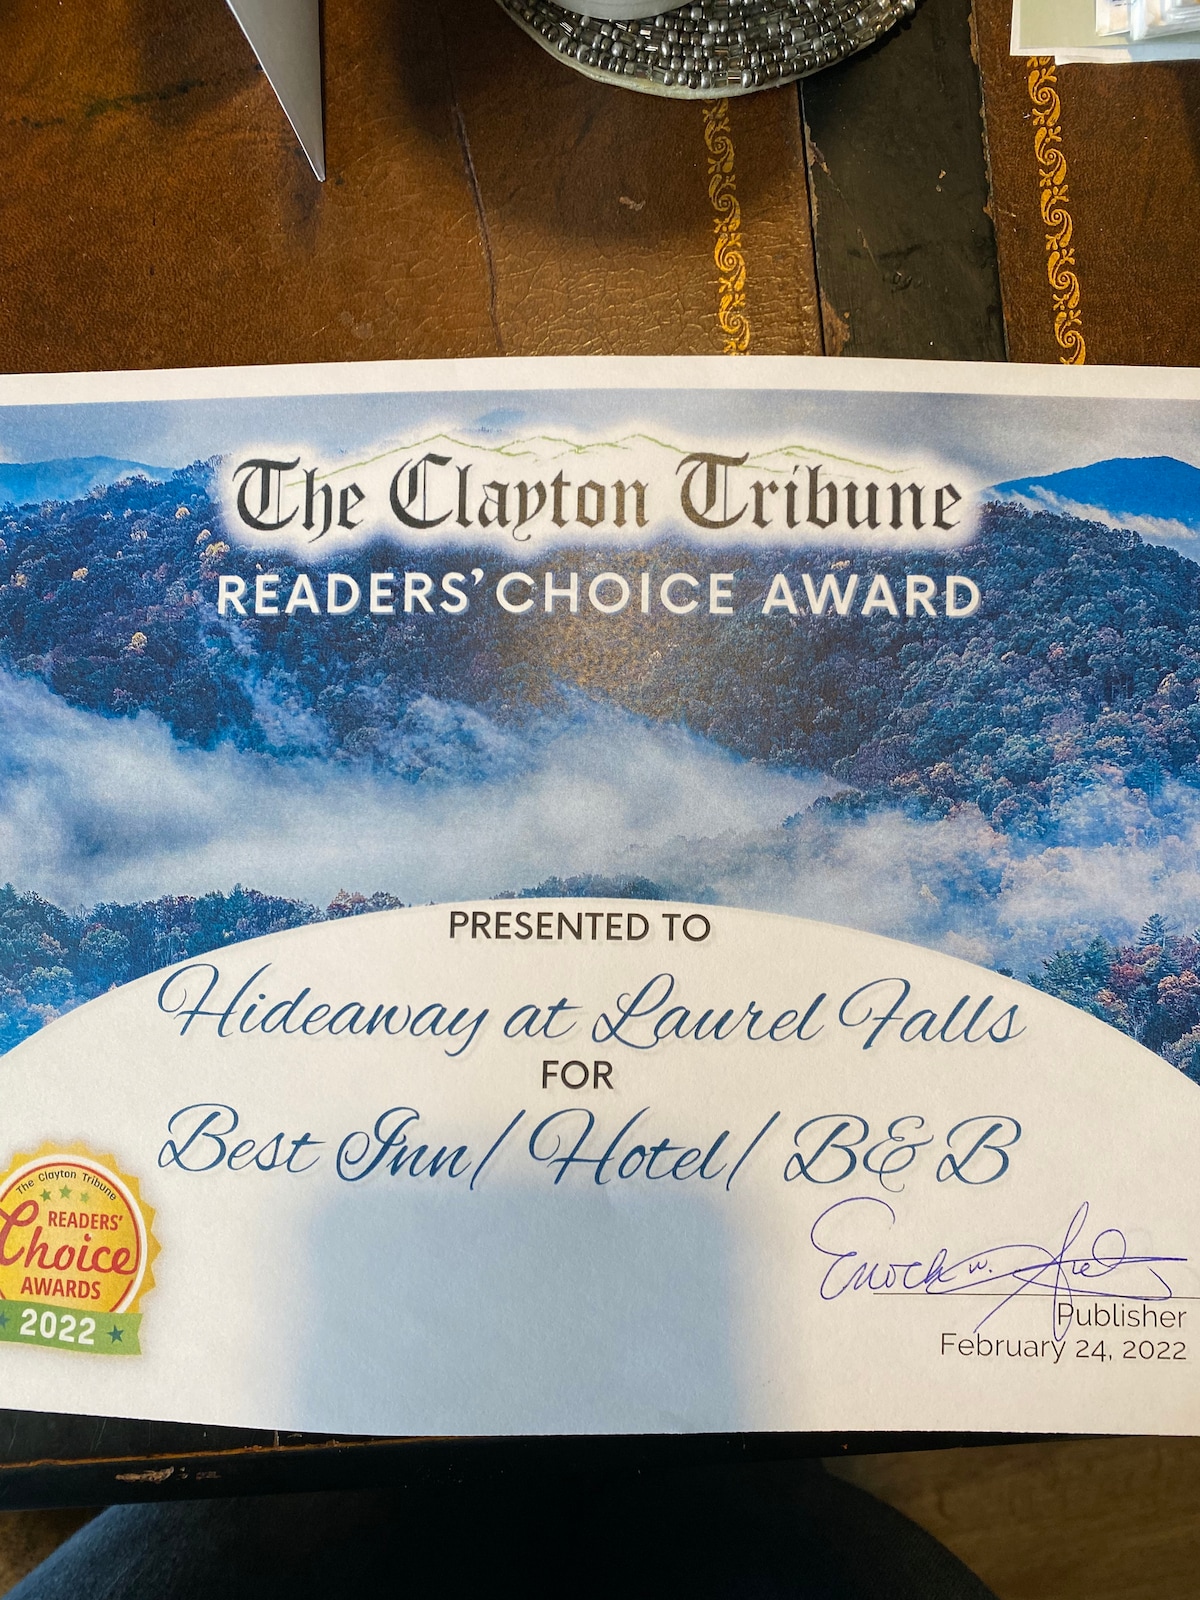 The Clayton Tribune
READERS' CHOICE AWARD
PRESENTED TO
Hideaway at Laurel Falls
FOR
Best Inn/ Hotel/ B&B
The Clayton Tribune
READERS'
Choice
AWARDS
2022
Enoch W.
Publisher
February 24, 2022